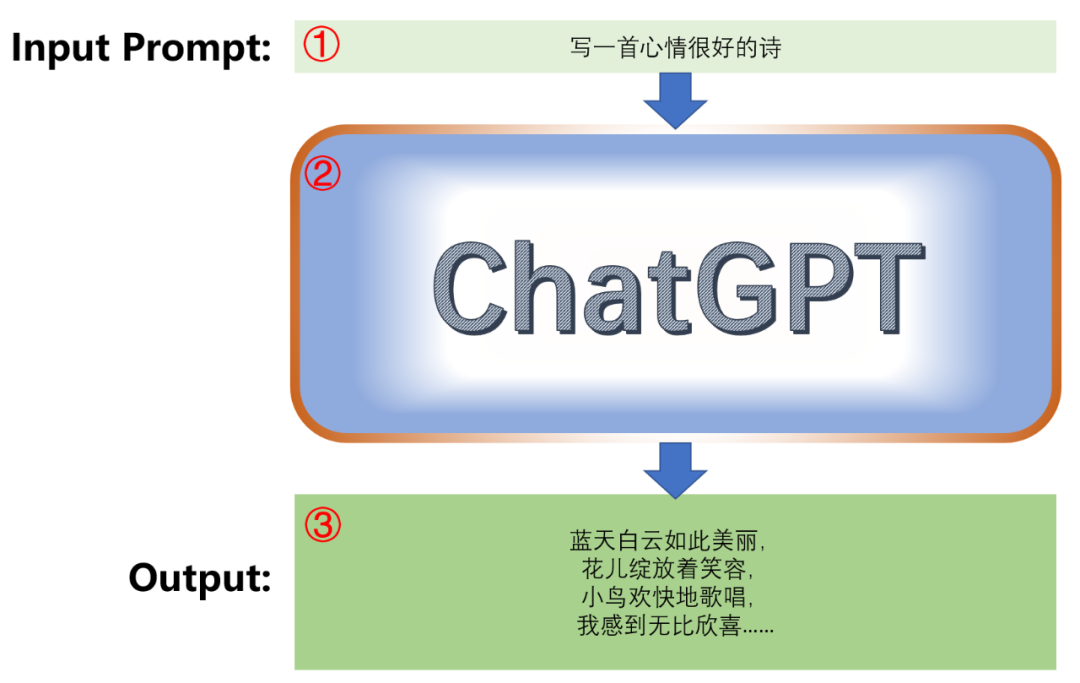 Input Prompt: ① 写一首心情很好的诗
② 
ChatGPT
③
Output:
蓝天白云如此美丽,
花儿绽放着笑容,
小鸟欢快地歌唱,
我感到无比欣喜......